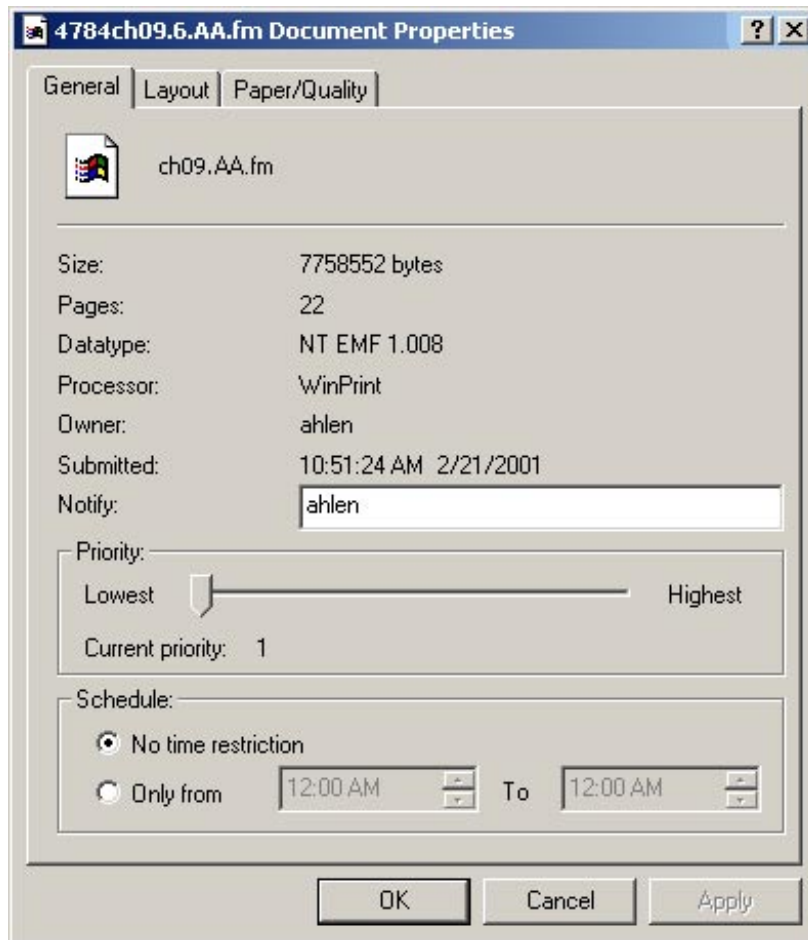 4784ch09.6.AA.fm Document Properties
General Layout Paper/Quality
ch09.AA.fm
Size: 7758552 bytes
Pages: 22
Datatype: NT EMF 1.008
Processor: WinPrint
Owner: ahlen
Submitted: 10:51:24 AM 2/21/2001
Notify: ahlen
Priority:
Lowest Highest
Current priority: 1
Schedule:
No time restriction
Only from 12:00 AM To 12:00 AM
OK Cancel Apply